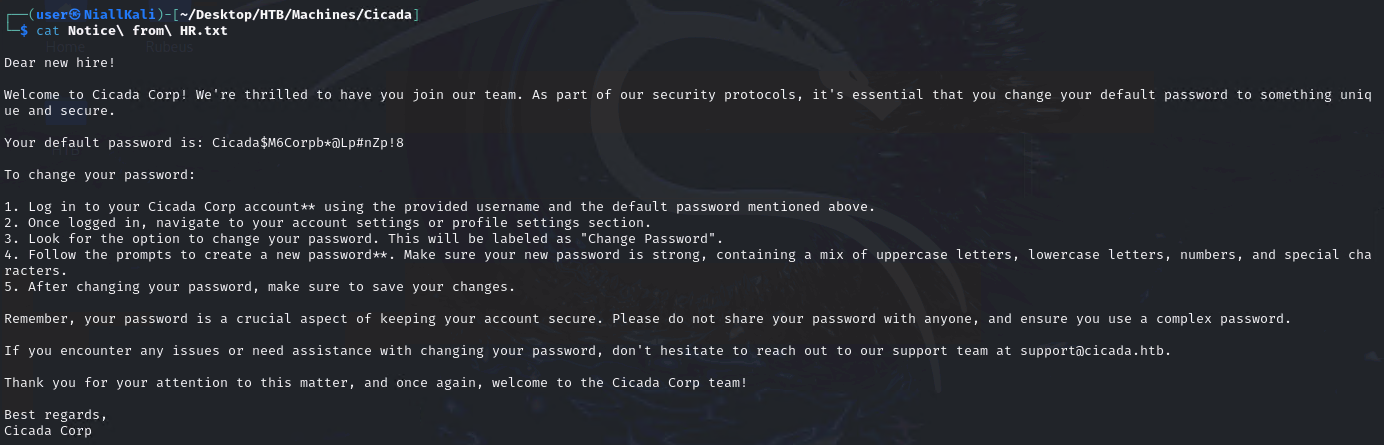 ┌──(user㉿NiallKali)-[~/Desktop/HTB/Machines/Cicada]
└─$ cat Notice\ from\ HR.txt
Home Rubeus
Dear new hire!
Welcome to Cicada Corp! We're thrilled to have you join our team. As part of our security protocols, it's essential that you change your default password to something uniq
ue and secure.
Your default password is: Cicada$M6Corpb*@Lp#nZp!8
To change your password:
1. Log in to your Cicada Corp account** using the provided username and the default password mentioned above.
2. Once logged in, navigate to your account settings or profile settings section.
3. Look for the option to change your password. This will be labeled as "Change Password".
4. Follow the prompts to create a new password**. Make sure your new password is strong, containing a mix of uppercase letters, lowercase letters, numbers, and special cha
racters.
5. After changing your password, make sure to save your changes.
Remember, your password is a crucial aspect of keeping your account secure. Please do not share your password with anyone, and ensure you use a complex password.
If you encounter any issues or need assistance with changing your password, don't hesitate to reach out to our support team at support@cicada.htb.
Thank you for your attention to this matter, and once again, welcome to the Cicada Corp team!
Best regards,
Cicada Corp